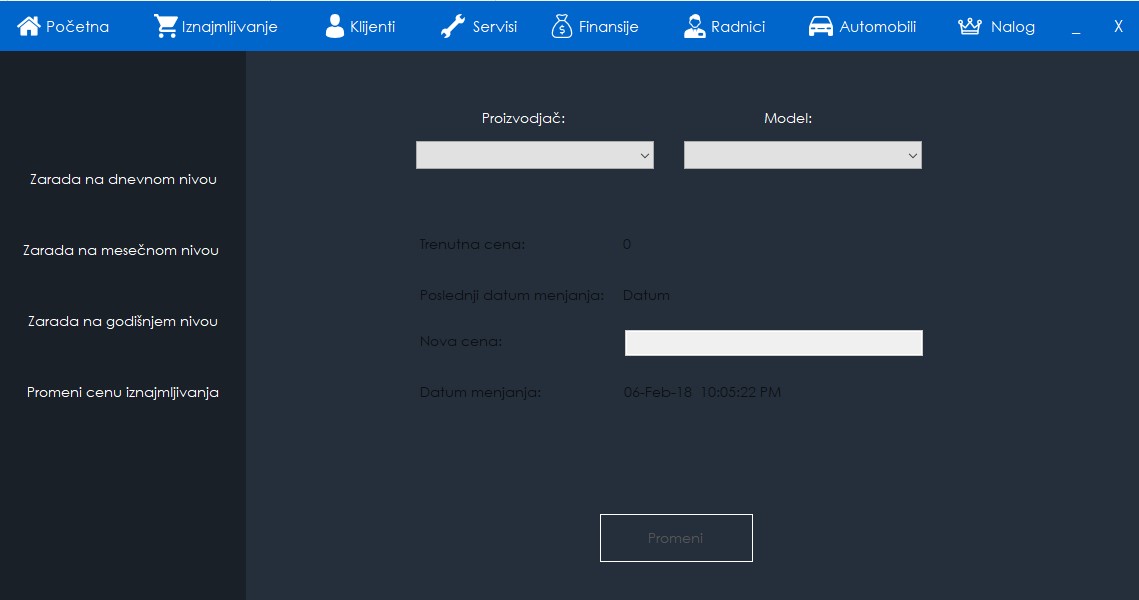 Početna Iznajmljivanje Klijenti Servisi Finansije Radnici Automobili Nalog _ X
Proizvodjač: Model:
Zarada na dnevnom nivou
Zarada na mesečnom nivou
Zarada na godišnjem nivou
Promeni cenu iznajmljivanja
Trenutna cena: 0
Poslednji datum menjanja: Datum
Nova cena:
Datum menjanja: 06-Feb-18 10:05:22 PM
Promeni